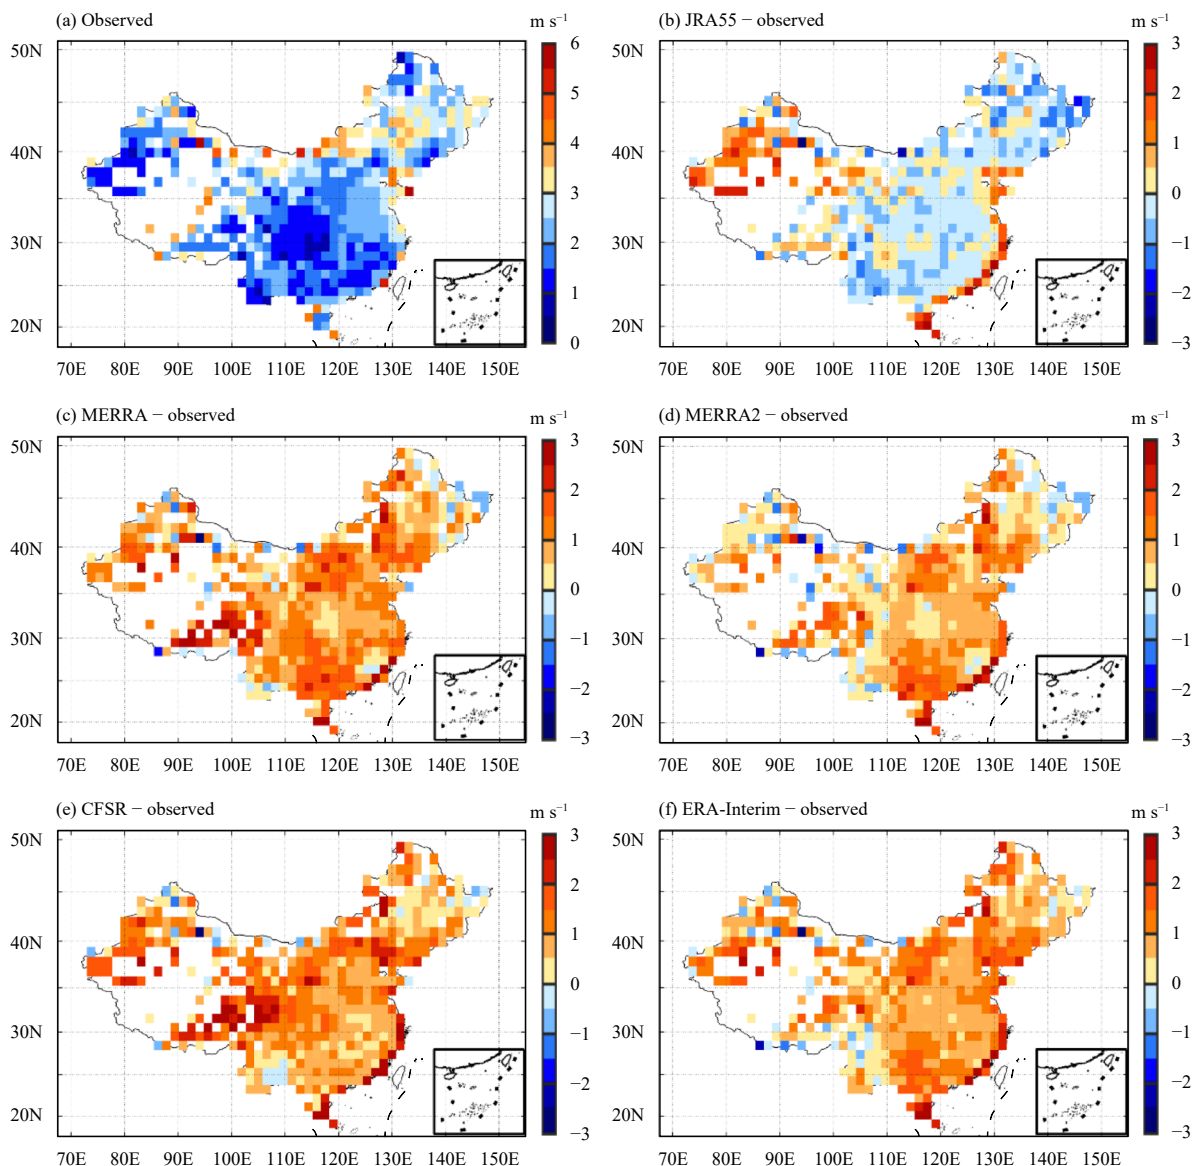 (a) Observed m s⁻¹ (b) JRA55 − observed m s⁻¹
50N 6 50N 3
5 2
40N 4 40N 1
3 0
30N 2 30N −1
1 −2
20N 0 20N −3
70E 80E 90E 100E 110E 120E 130E 140E 150E 70E 80E 90E 100E 110E 120E 130E 140E 150E
(c) MERRA − observed m s⁻¹ (d) MERRA2 − observed m s⁻¹
50N 3 50N 3
2 2
40N 1 40N 1
0 0
30N −1 30N −1
−2 −2
20N −3 20N −3
70E 80E 90E 100E 110E 120E 130E 140E 150E 70E 80E 90E 100E 110E 120E 130E 140E 150E
(e) CFSR − observed m s⁻¹ (f) ERA-Interim − observed m s⁻¹
50N 3 50N 3
2 2
40N 1 40N 1
0 0
30N −1 30N −1
−2 −2
20N −3 20N −3
70E 80E 90E 100E 110E 120E 130E 140E 150E 70E 80E 90E 100E 110E 120E 130E 140E 150E